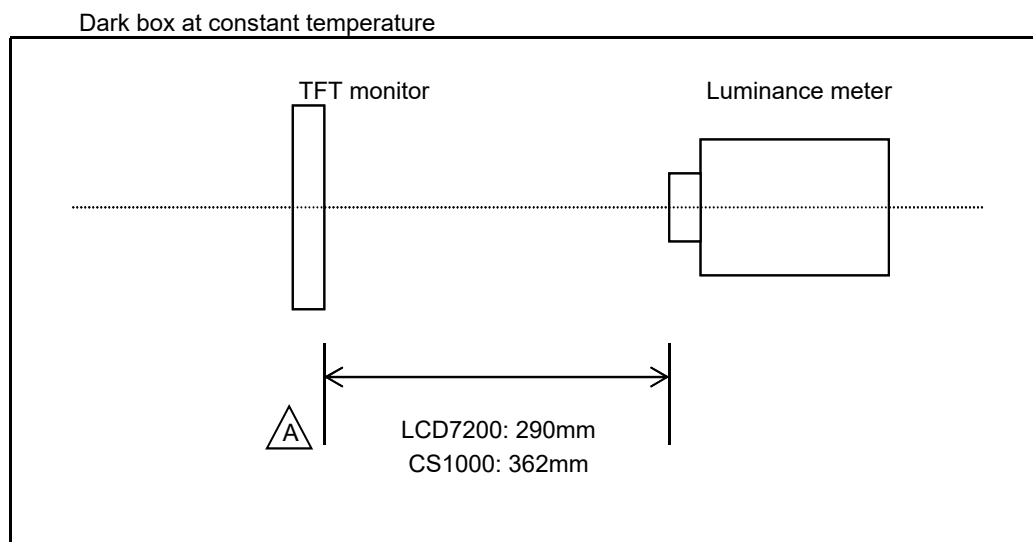 Dark box at constant temperature
TFT monitor
Luminance meter
A
LCD7200: 290mm
CS1000: 362mm